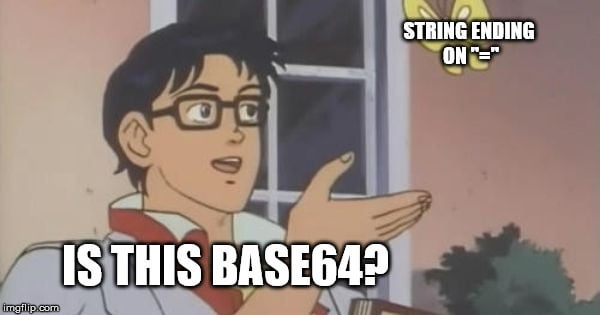 STRING ENDING
ON "="
IS THIS BASE64?
imgflip.com